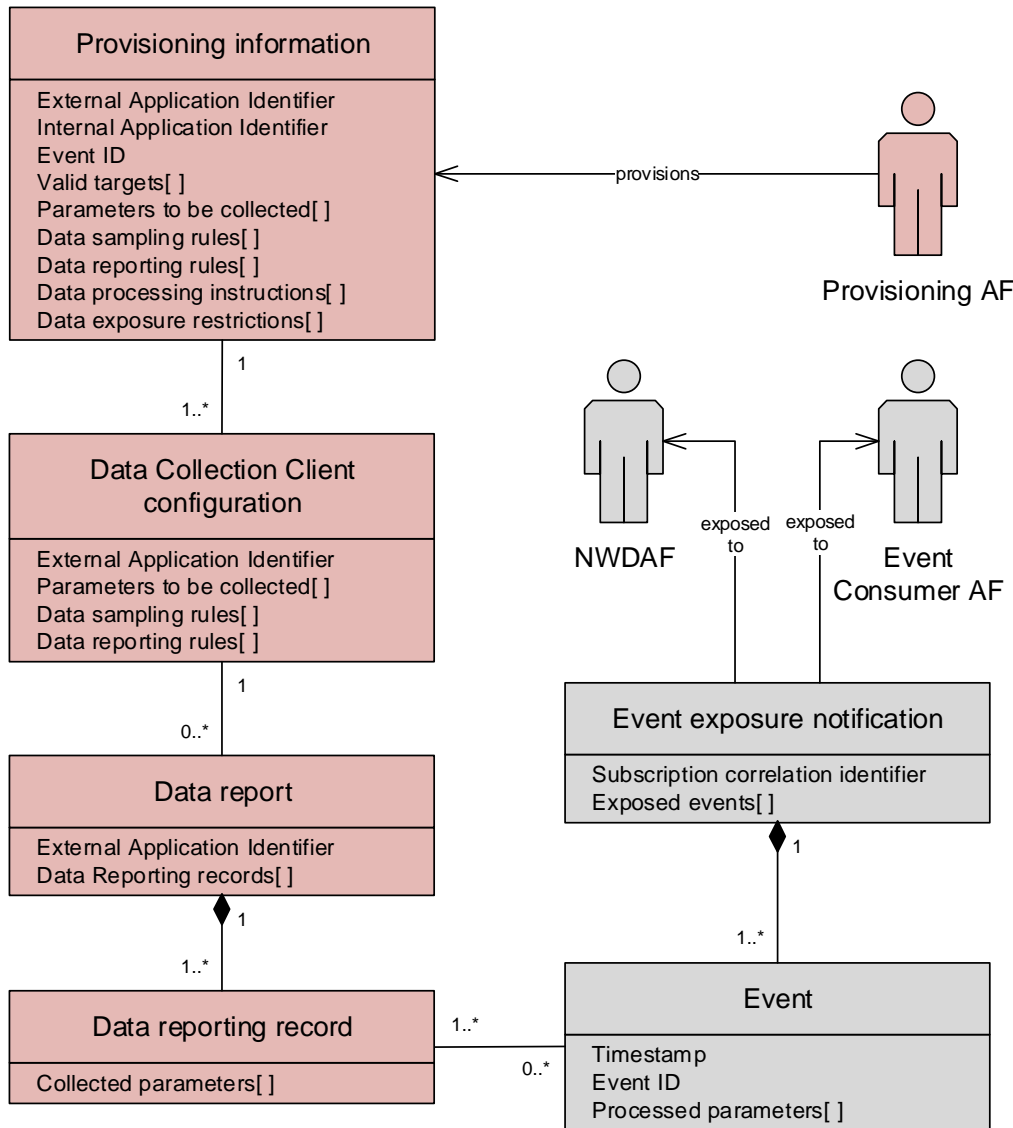 Provisioning information
External Application Identifier
Internal Application Identifier
Event ID
Valid targets[ ]
Parameters to be collected[ ]
Data sampling rules[ ]
Data reporting rules[ ]
Data processing instructions[ ]
Data exposure restrictions[ ]
provisions
Provisioning AF
1
1..*
Data Collection Client
configuration
External Application Identifier
Parameters to be collected[ ]
Data sampling rules[ ]
Data reporting rules[ ]
1
0..*
Data report
External Application Identifier
Data Reporting records[ ]
1
1..*
Data reporting record
Collected parameters[ ]
1..*
0..*
NWDAF
Event
Consumer AF
exposed
to
exposed
to
Event exposure notification
Subscription correlation identifier
Exposed events[ ]
1
1..*
Event
Timestamp
Event ID
Processed parameters[ ]